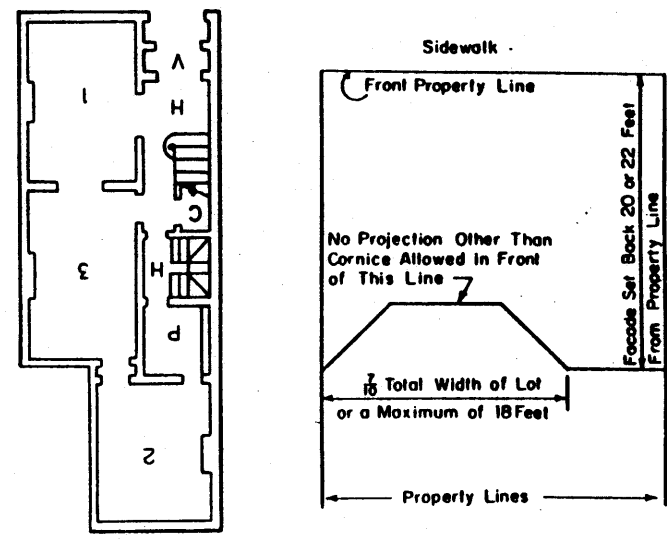 V
1
H
C
3
H
P
2
Sidewalk
Front Property Line
No Projection Other Than
Cornice Allowed in Front
of This Line
Facade Set Back 20 or 22 Feet
From Property Line
7/10 Total Width of Lot
or a Maximum of 18 Feet
Property Lines